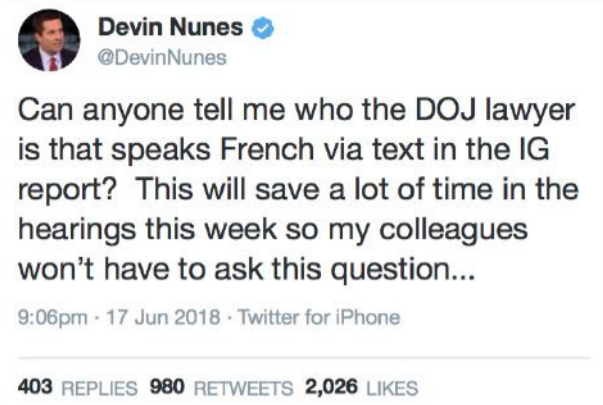 Devin Nunes
@DevinNunes
Can anyone tell me who the DOJ lawyer
is that speaks French via text in the IG
report?  This will save a lot of time in the
hearings this week so my colleagues
won't have to ask this question...
9:06pm · 17 Jun 2018 · Twitter for iPhone
403 REPLIES 980 RETWEETS 2,026 LIKES